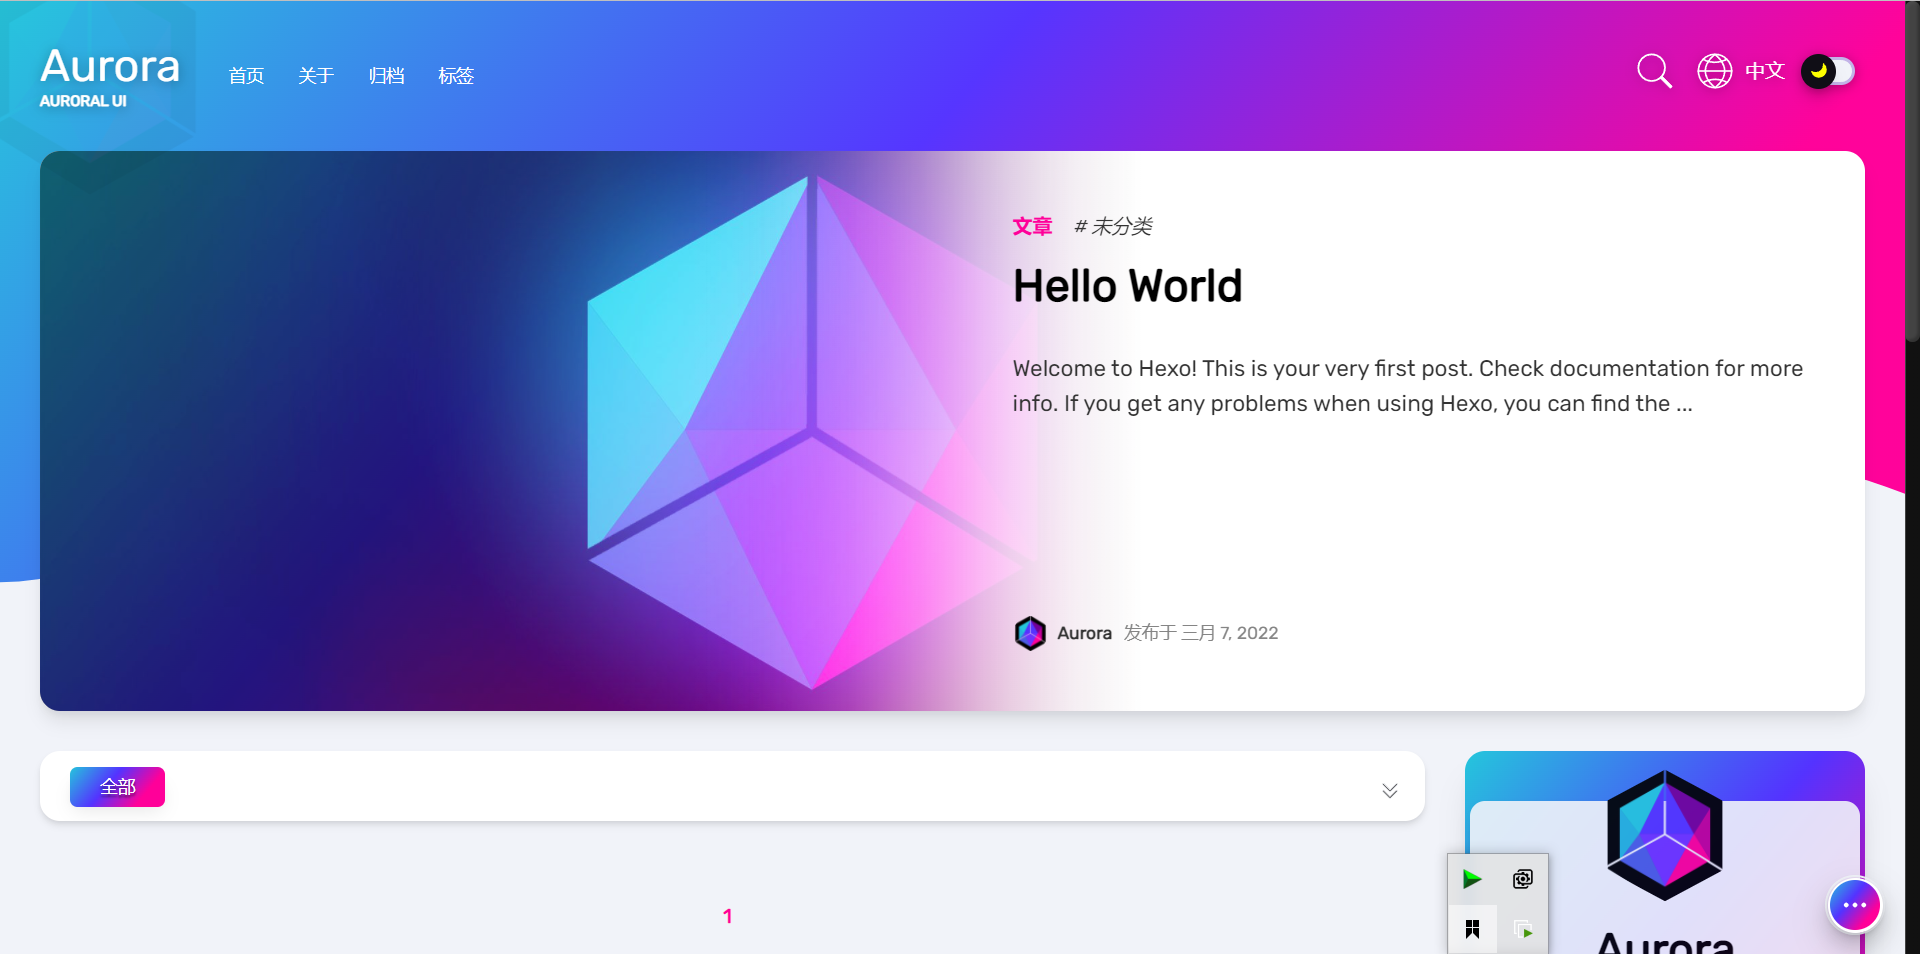 Aurora
AURORAL UI
首页 关于 归档 标签
中文
文章 # 未分类
Hello World
Welcome to Hexo! This is your very first post. Check documentation for more
info. If you get any problems when using Hexo, you can find the ...
Aurora 发布于 三月 7, 2022
全部
1
Aurora